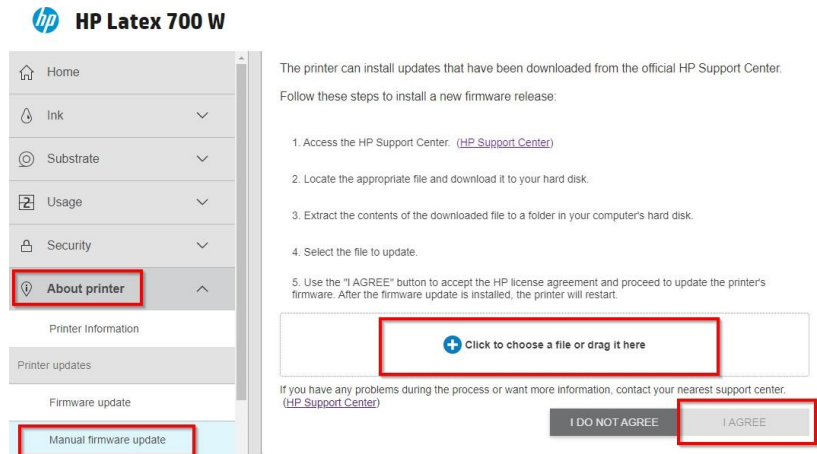 hp HP Latex 700 W
Home
Ink
Substrate
Usage
Security
About printer
Printer Information
Printer updates
Firmware update
Manual firmware update
The printer can install updates that have been downloaded from the official HP Support Center.
Follow these steps to install a new firmware release:
1. Access the HP Support Center. (HP Support Center)
2. Locate the appropriate file and download it to your hard disk.
3. Extract the contents of the downloaded file to a folder in your computer's hard disk.
4. Select the file to update.
5. Use the "I AGREE" button to accept the HP license agreement and proceed to update the printer's
firmware. After the firmware update is installed, the printer will restart.
Click to choose a file or drag it here
If you have any problems during the process or want more information, contact your nearest support center.
(HP Support Center)
I DO NOT AGREE
I AGREE